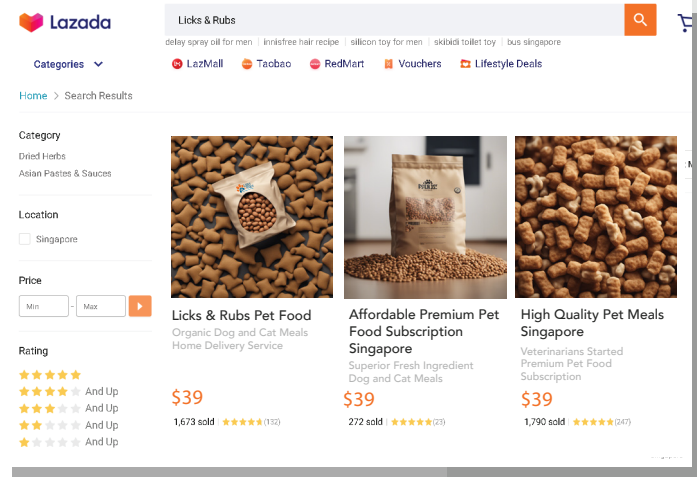 Lazada
Licks & Rubs
delay spray oil for men | innisfree hair recipe | silicon toy for men | skibidi toilet toy | bus singapore
Categories
LazMall
Taobao
RedMart
Vouchers
Lifestyle Deals
Home > Search Results
Category
Dried Herbs
Asian Pastes & Sauces
Location
Singapore
Price
Min - Max
Rating
And Up
And Up
And Up
And Up
Licks & Rubs Pet Food
Organic Dog and Cat Meals
Home Delivery Service
$39
1,673 sold | (132)
Affordable Premium Pet
Food Subscription
Singapore
Superior Fresh Ingredient
Dog and Cat Meals
$39
272 sold | (23)
High Quality Pet Meals
Singapore
Veterinarians Started
Premium Pet Food
Subscription
$39
1,790 sold | (247)